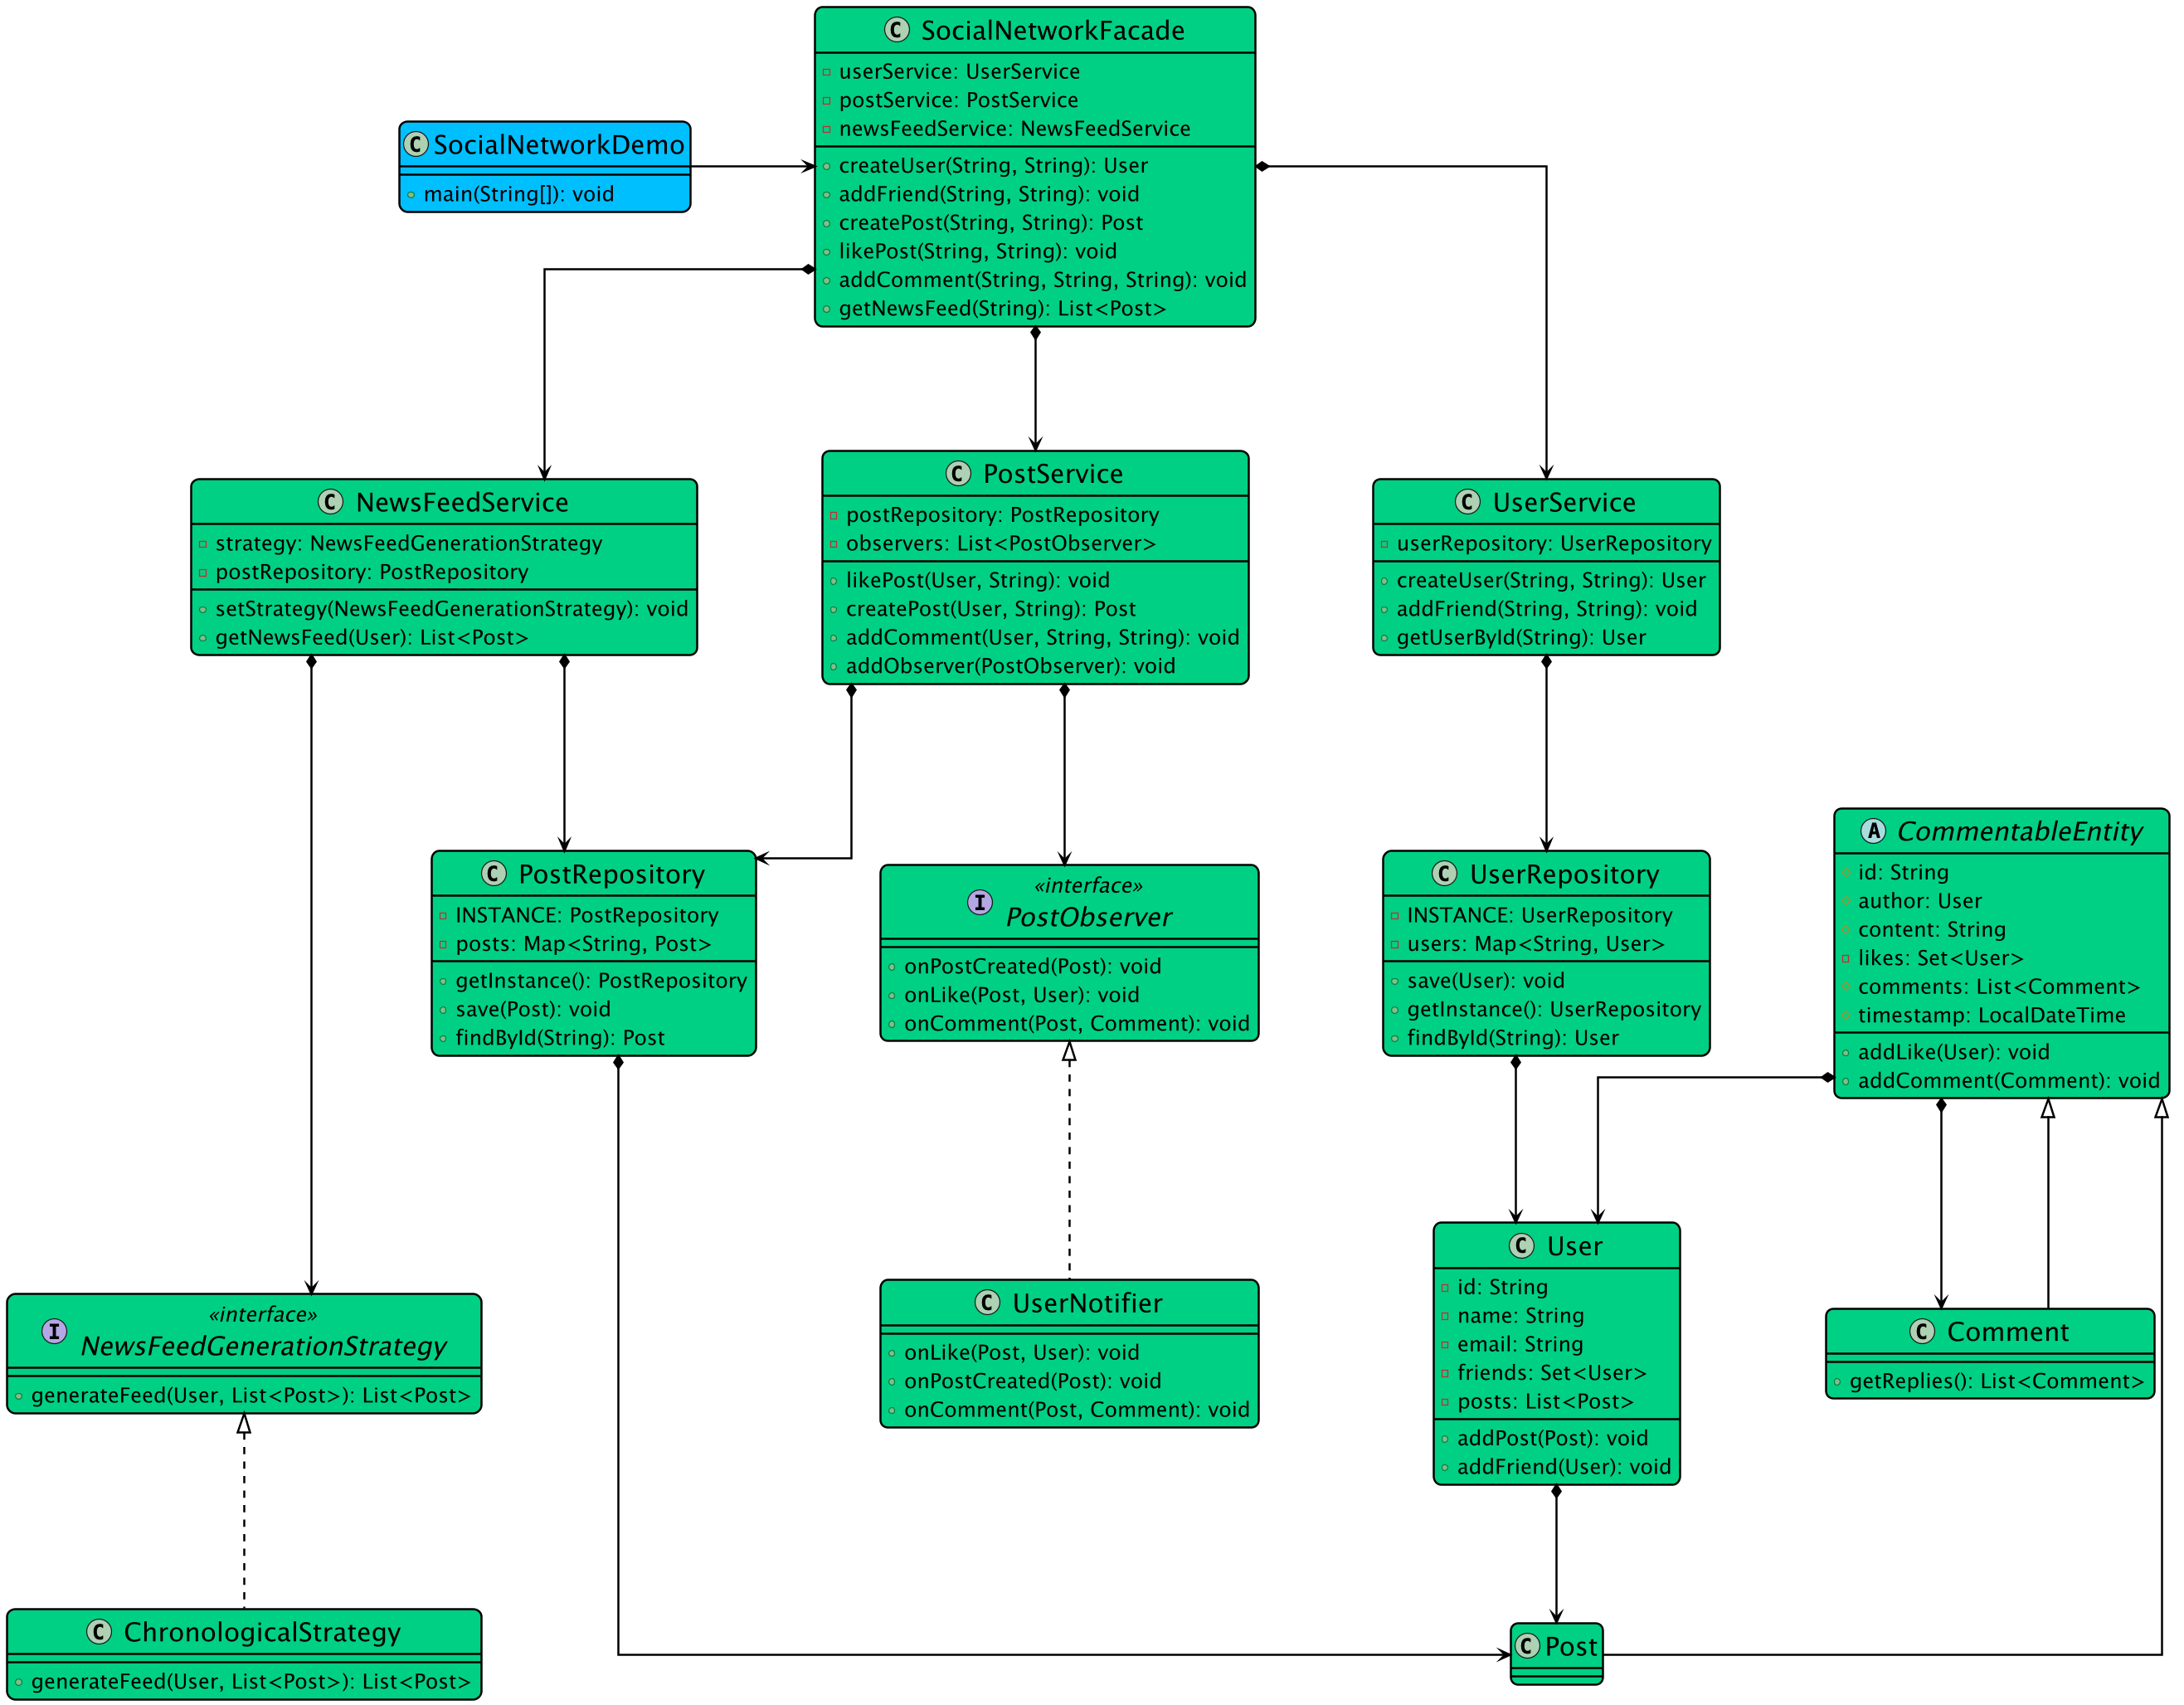 C SocialNetworkFacade
userService: UserService
postService: PostService
newsFeedService: NewsFeedService
createUser(String, String): User
addFriend(String, String): void
createPost(String, String): Post
likePost(String, String): void
addComment(String, String, String): void
getNewsFeed(String): List<Post>
C SocialNetworkDemo
main(String[]): void
C NewsFeedService
strategy: NewsFeedGenerationStrategy
postRepository: PostRepository
setStrategy(NewsFeedGenerationStrategy): void
getNewsFeed(User): List<Post>
C PostService
postRepository: PostRepository
observers: List<PostObserver>
likePost(User, String): void
createPost(User, String): Post
addComment(User, String, String): void
addObserver(PostObserver): void
C UserService
userRepository: UserRepository
createUser(String, String): User
addFriend(String, String): void
getUserById(String): User
C PostRepository
INSTANCE: PostRepository
posts: Map<String, Post>
getInstance(): PostRepository
save(Post): void
findById(String): Post
«interface»
I PostObserver
onPostCreated(Post): void
onLike(Post, User): void
onComment(Post, Comment): void
C UserRepository
INSTANCE: UserRepository
users: Map<String, User>
save(User): void
getInstance(): UserRepository
findById(String): User
A CommentableEntity
id: String
author: User
content: String
likes: Set<User>
comments: List<Comment>
timestamp: LocalDateTime
addLike(User): void
addComment(Comment): void
«interface»
I NewsFeedGenerationStrategy
generateFeed(User, List<Post>): List<Post>
C UserNotifier
onLike(Post, User): void
onPostCreated(Post): void
onComment(Post, Comment): void
C User
id: String
name: String
email: String
friends: Set<User>
posts: List<Post>
addPost(Post): void
addFriend(User): void
C Comment
getReplies(): List<Comment>
C ChronologicalStrategy
generateFeed(User, List<Post>): List<Post>
C Post